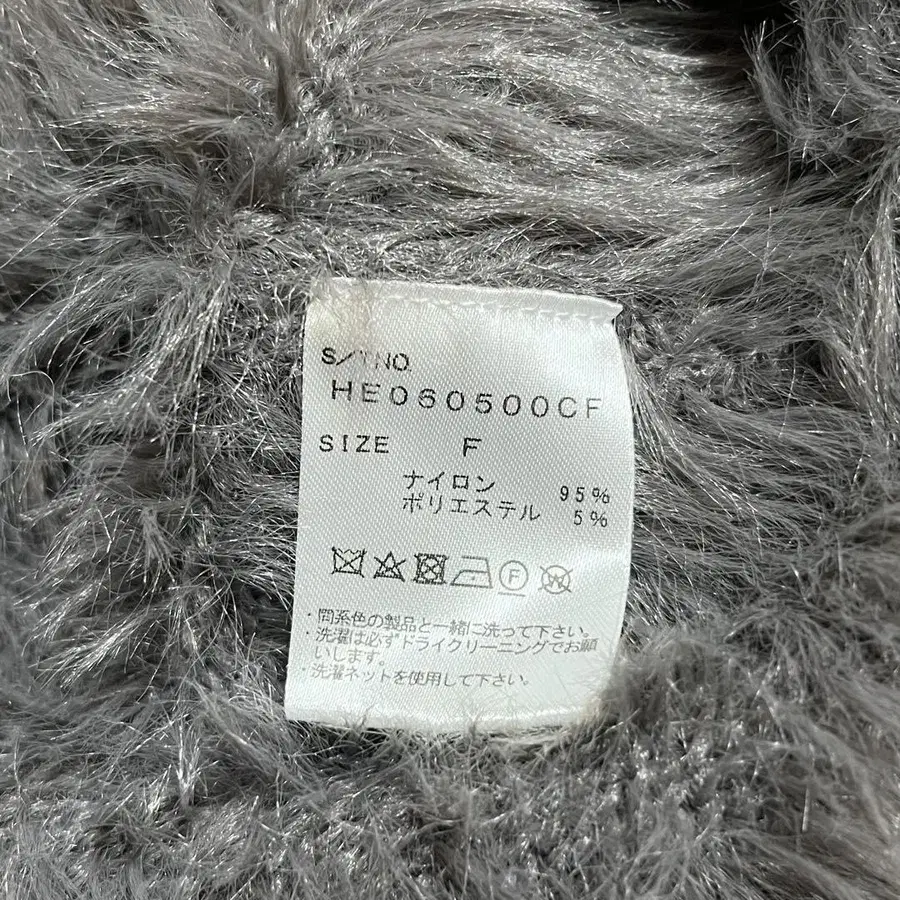 S/TNO.
HE060500CF
SIZE F
ナイロン 95%
ポリエステル 5%
F W
・同系色の製品と一緒に洗って下さい。
・洗濯は必ずドライクリーニングでお願
いします。
・洗濯ネットを使用して下さい。